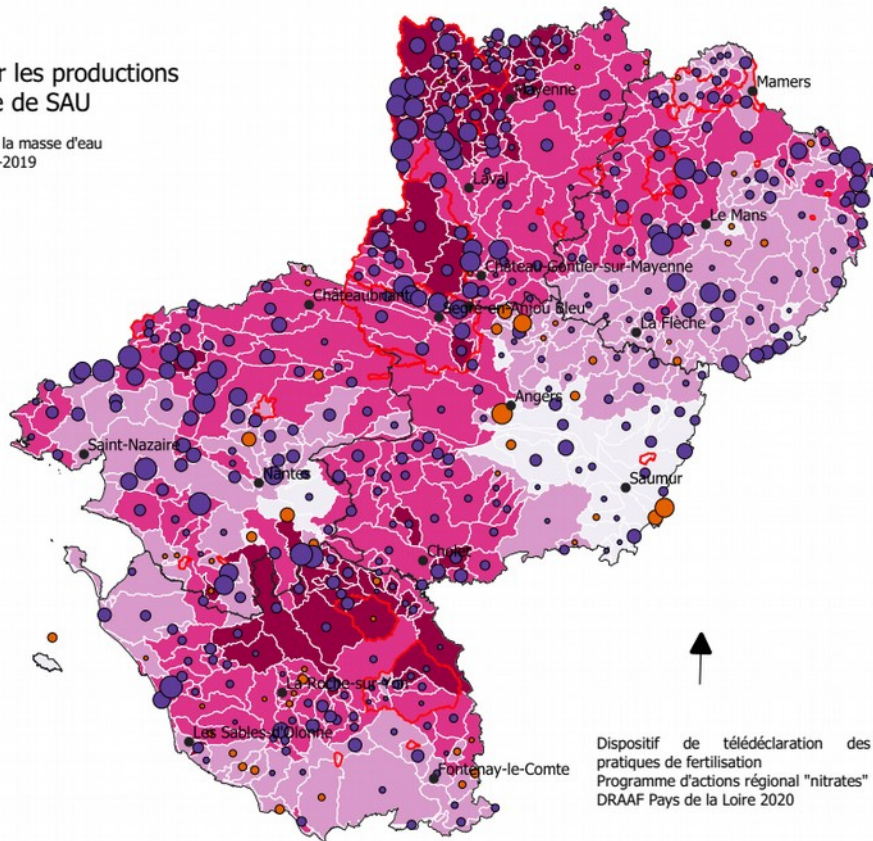 r les productions
e de SAU
la masse d'eau
-2019
Mamers
Mayenne
Laval
Le Mans
Château-Gontier-sur-Mayenne
Châteaubriant
Segré-en-Anjou Bleu
La Flèche
Angers
Saint-Nazaire
Nantes
Saumur
Cholet
La Roche-sur-Yon
Les Sables-d'Olonne
Fontenay-le-Comte
Dispositif de télédéclaration des
pratiques de fertilisation
Programme d'actions régional "nitrates"
DRAAF Pays de la Loire 2020